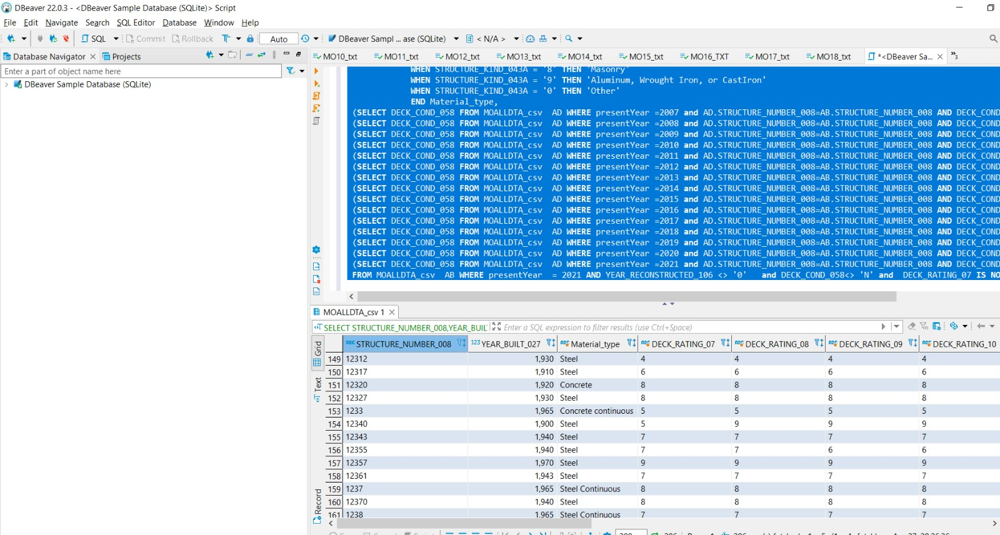 DBeaver 22.0.3 - <DBeaver Sample Database (SQLite)> Script
File Edit Navigate Search SQL Editor Database Window Help
SQL Commit Rollback Auto DBeaver Sampl ... ase (SQLite) < N/A >
Database Navigator Projects
MO10_txt MO11_txt MO12_txt MO13_txt MO14_txt MO15_txt MO16_TXT MO17_txt MO18_txt *<DBeaver Sa... »3
Enter a part of object name here
DBeaver Sample Database (SQLite)
WHEN STRUCTURE_KIND_043A = '8' THEN 'Masonry'
WHEN STRUCTURE_KIND_043A = '9' THEN 'Aluminum, Wrought Iron, or CastIron'
WHEN STRUCTURE_KIND_043A = '0' THEN 'Other'
END Material_type,
(SELECT DECK_COND_058 FROM MOALLDTA_csv AD WHERE presentYear =2007 and AD.STRUCTURE_NUMBER_008=AB.STRUCTURE_NUMBER_008 AND DECK_COND
(SELECT DECK_COND_058 FROM MOALLDTA_csv AD WHERE presentYear =2008 and AD.STRUCTURE_NUMBER_008=AB.STRUCTURE_NUMBER_008 AND DECK_COND
(SELECT DECK_COND_058 FROM MOALLDTA_csv AD WHERE presentYear =2009 and AD.STRUCTURE_NUMBER_008=AB.STRUCTURE_NUMBER_008 AND DECK_COND
(SELECT DECK_COND_058 FROM MOALLDTA_csv AD WHERE presentYear =2010 and AD.STRUCTURE_NUMBER_008=AB.STRUCTURE_NUMBER_008 AND DECK_COND
(SELECT DECK_COND_058 FROM MOALLDTA_csv AD WHERE presentYear =2011 and AD.STRUCTURE_NUMBER_008=AB.STRUCTURE_NUMBER_008 AND DECK_COND
(SELECT DECK_COND_058 FROM MOALLDTA_csv AD WHERE presentYear =2012 and AD.STRUCTURE_NUMBER_008=AB.STRUCTURE_NUMBER_008 AND DECK_COND
(SELECT DECK_COND_058 FROM MOALLDTA_csv AD WHERE presentYear =2013 and AD.STRUCTURE_NUMBER_008=AB.STRUCTURE_NUMBER_008 AND DECK_COND
(SELECT DECK_COND_058 FROM MOALLDTA_csv AD WHERE presentYear =2014 and AD.STRUCTURE_NUMBER_008=AB.STRUCTURE_NUMBER_008 AND DECK_COND
(SELECT DECK_COND_058 FROM MOALLDTA_csv AD WHERE presentYear =2015 and AD.STRUCTURE_NUMBER_008=AB.STRUCTURE_NUMBER_008 AND DECK_COND
(SELECT DECK_COND_058 FROM MOALLDTA_csv AD WHERE presentYear =2016 and AD.STRUCTURE_NUMBER_008=AB.STRUCTURE_NUMBER_008 AND DECK_COND
(SELECT DECK_COND_058 FROM MOALLDTA_csv AD WHERE presentYear =2017 and AD.STRUCTURE_NUMBER_008=AB.STRUCTURE_NUMBER_008 AND DECK_COND
(SELECT DECK_COND_058 FROM MOALLDTA_csv AD WHERE presentYear =2018 and AD.STRUCTURE_NUMBER_008=AB.STRUCTURE_NUMBER_008 AND DECK_COND
(SELECT DECK_COND_058 FROM MOALLDTA_csv AD WHERE presentYear =2019 and AD.STRUCTURE_NUMBER_008=AB.STRUCTURE_NUMBER_008 AND DECK_COND
(SELECT DECK_COND_058 FROM MOALLDTA_csv AD WHERE presentYear =2020 and AD.STRUCTURE_NUMBER_008=AB.STRUCTURE_NUMBER_008 AND DECK_COND
(SELECT DECK_COND_058 FROM MOALLDTA_csv AD WHERE presentYear =2021 and AD.STRUCTURE_NUMBER_008=AB.STRUCTURE_NUMBER_008 AND DECK_COND
FROM MOALLDTA_csv AB WHERE presentYear = 2021 AND YEAR_RECONSTRUCTED_106 <> '0' and DECK_COND_058<> 'N' and DECK_RATING_07 IS NO
MOALLDTA_csv 1
SELECT STRUCTURE_NUMBER_008,YEAR_BUIL Enter a SQL expression to filter results (use Ctrl+Space)
Grid
Text
Record
STRUCTURE_NUMBER_008 YEAR_BUILT_027 Material_type DECK_RATING_07 DECK_RATING_08 DECK_RATING_09 DECK_RATING_10
149 12312 1,930 Steel 4 4 4 4
150 12317 1,910 Steel 6 6 6 6
151 12320 1,920 Concrete 8 8 8 8
152 12327 1,930 Steel 8 8 8 8
153 1233 1,965 Concrete continuous 5 5 5 5
154 12340 1,900 Steel 5 9 9 9
155 12343 1,940 Steel 7 7 7 7
156 12355 1,940 Steel 7 7 6 6
157 12357 1,970 Steel 9 9 9 9
158 12361 1,943 Steel 7 7 7 7
159 1237 1,965 Steel Continuous 8 8 8 8
160 12370 1,940 Steel 8 8 8 8
161 1238 1,965 Steel Continuous 7 7 7 7